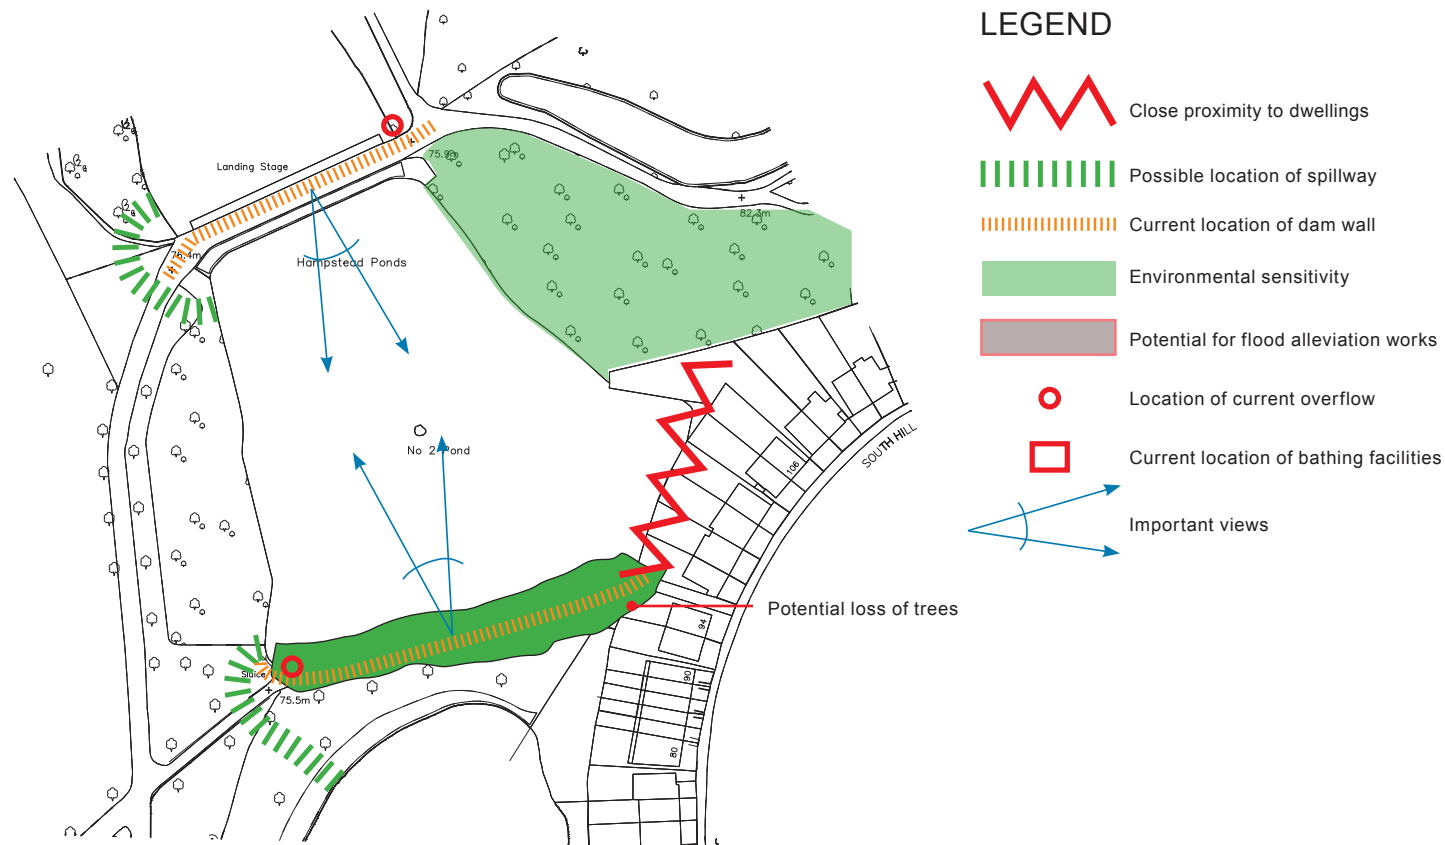 LEGEND
Close proximity to dwellings
Possible location of spillway
Current location of dam wall
Environmental sensitivity
Potential for flood alleviation works
Location of current overflow
Current location of bathing facilities
Important views
Landing Stage
75.9m
82.3m
Hampstead Ponds
No 2 Pond
SOUTH HILL
106
Potential loss of trees
94
90
80
Sluice
75.5m